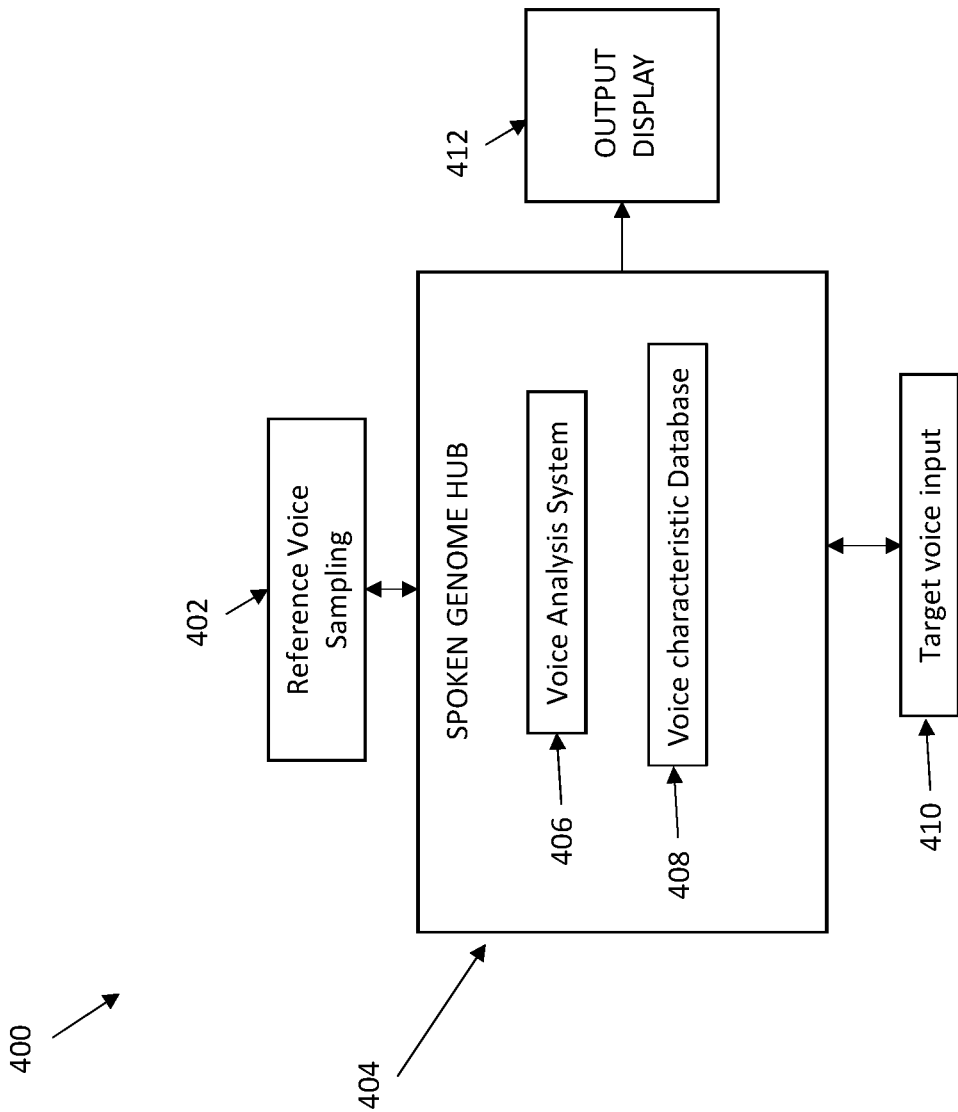 400
402
Reference Voice
Sampling
404
SPOKEN GENOME HUB
412
406
Voice Analysis System
OUTPUT
DISPLAY
408
Voice characteristic Database
410
Target voice input